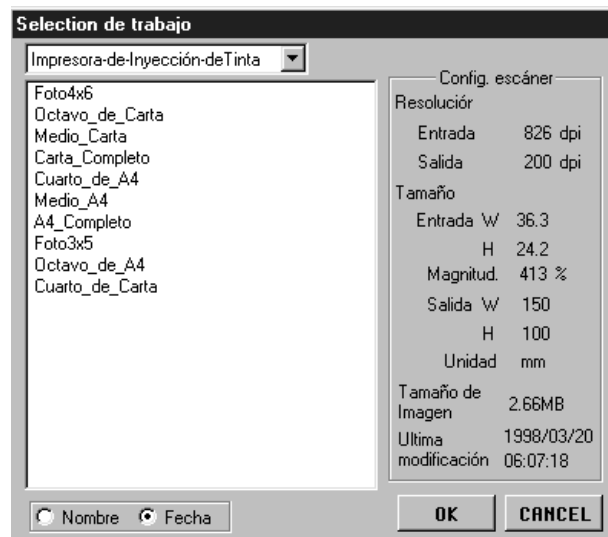 Selection de trabajo
Impresora-de-Inyección-deTinta
Foto4x6
Octavo_de_Carta
Medio_Carta
Carta_Completo
Cuarto_de_A4
Medio_A4
A4_Completo
Foto3x5
Octavo_de_A4
Cuarto_de_Carta
Nombre Fecha
Config. escáner
Resolución
Entrada 826 dpi
Salida 200 dpi
Tamaño
Entrada W 36.3
H 24.2
Magnitud. 413 %
Salida W 150
H 100
Unidad mm
Tamaño de
Imagen 2.66MB
Ultima 1998/03/20
modificación 06:07:18
OK CANCEL